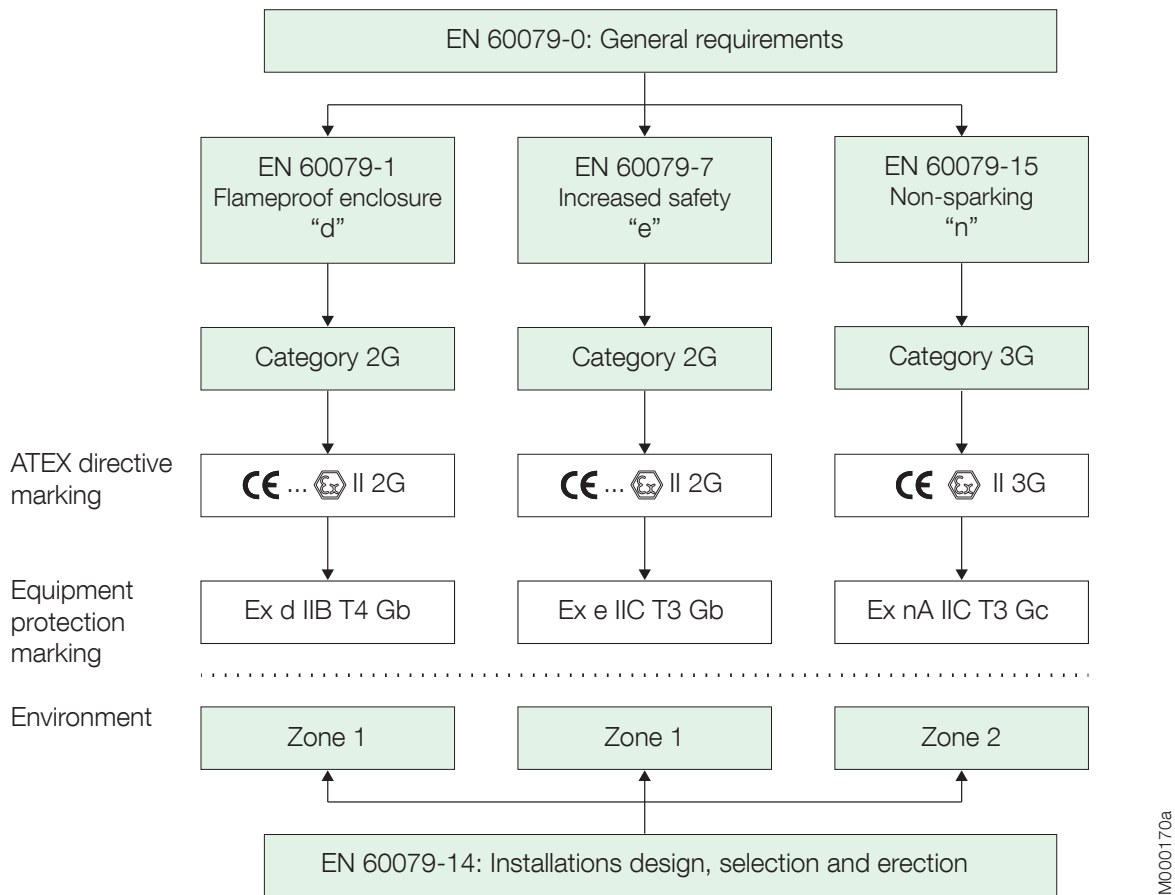 EN 60079-0: General requirements
EN 60079-1
Flameproof enclosure
“d”
EN 60079-7
Increased safety
“e”
EN 60079-15
Non-sparking
“n”
Category 2G
Category 2G
Category 3G
ATEX directive
marking
CE ... Ex II 2G
CE ... Ex II 2G
CE Ex II 3G
Equipment
protection
marking
Ex d IIB T4 Gb
Ex e IIC T3 Gb
Ex nA IIC T3 Gc
Environment
Zone 1
Zone 1
Zone 2
EN 60079-14: Installations design, selection and erection
M000170a